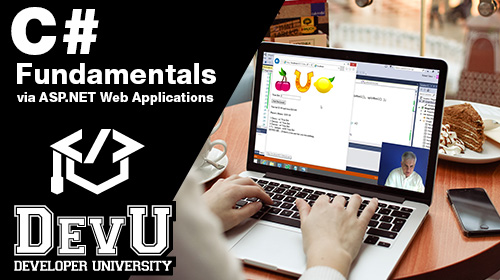 C#
Fundamentals
via ASP.NET Web Applications
</>
DEVU
DEVELOPER UNIVERSITY